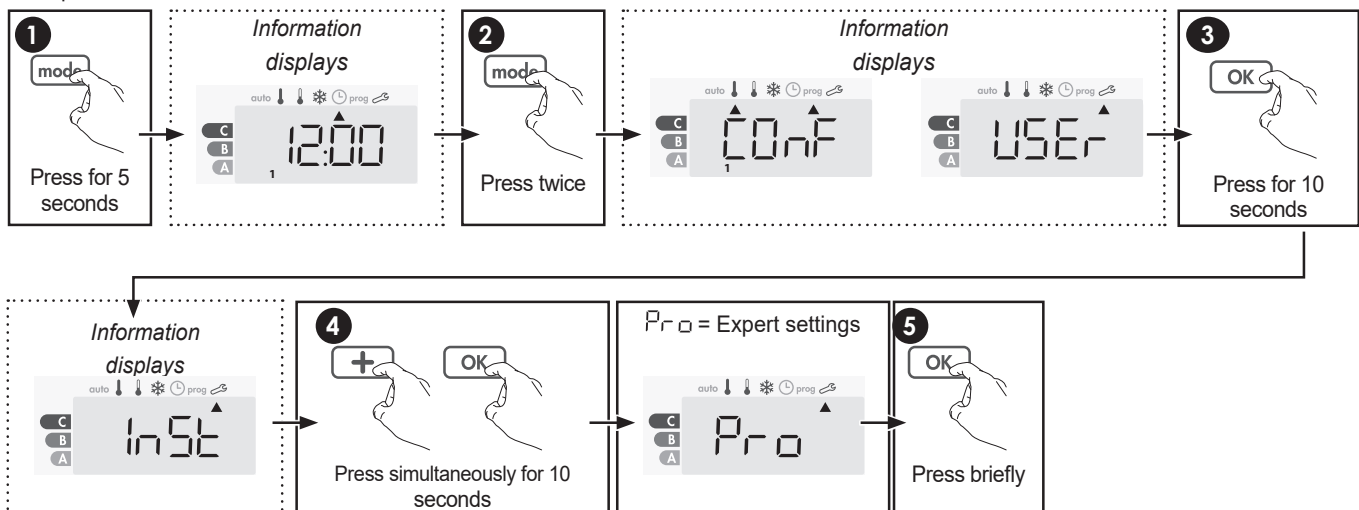 1
mode
Press for 5
seconds
Information
displays
auto prog
C
B
A
12:00
1
2
mode
Press twice
Information
displays
auto prog
C
B
A
COnF
1
auto prog
C
B
A
USEr
3
OK
Press for 10
seconds
Information
displays
auto prog
C
B
A
InSt
4
+
OK
Press simultaneously for 10
seconds
Pro = Expert settings
auto prog
C
B
A
Pro
5
OK
Press briefly